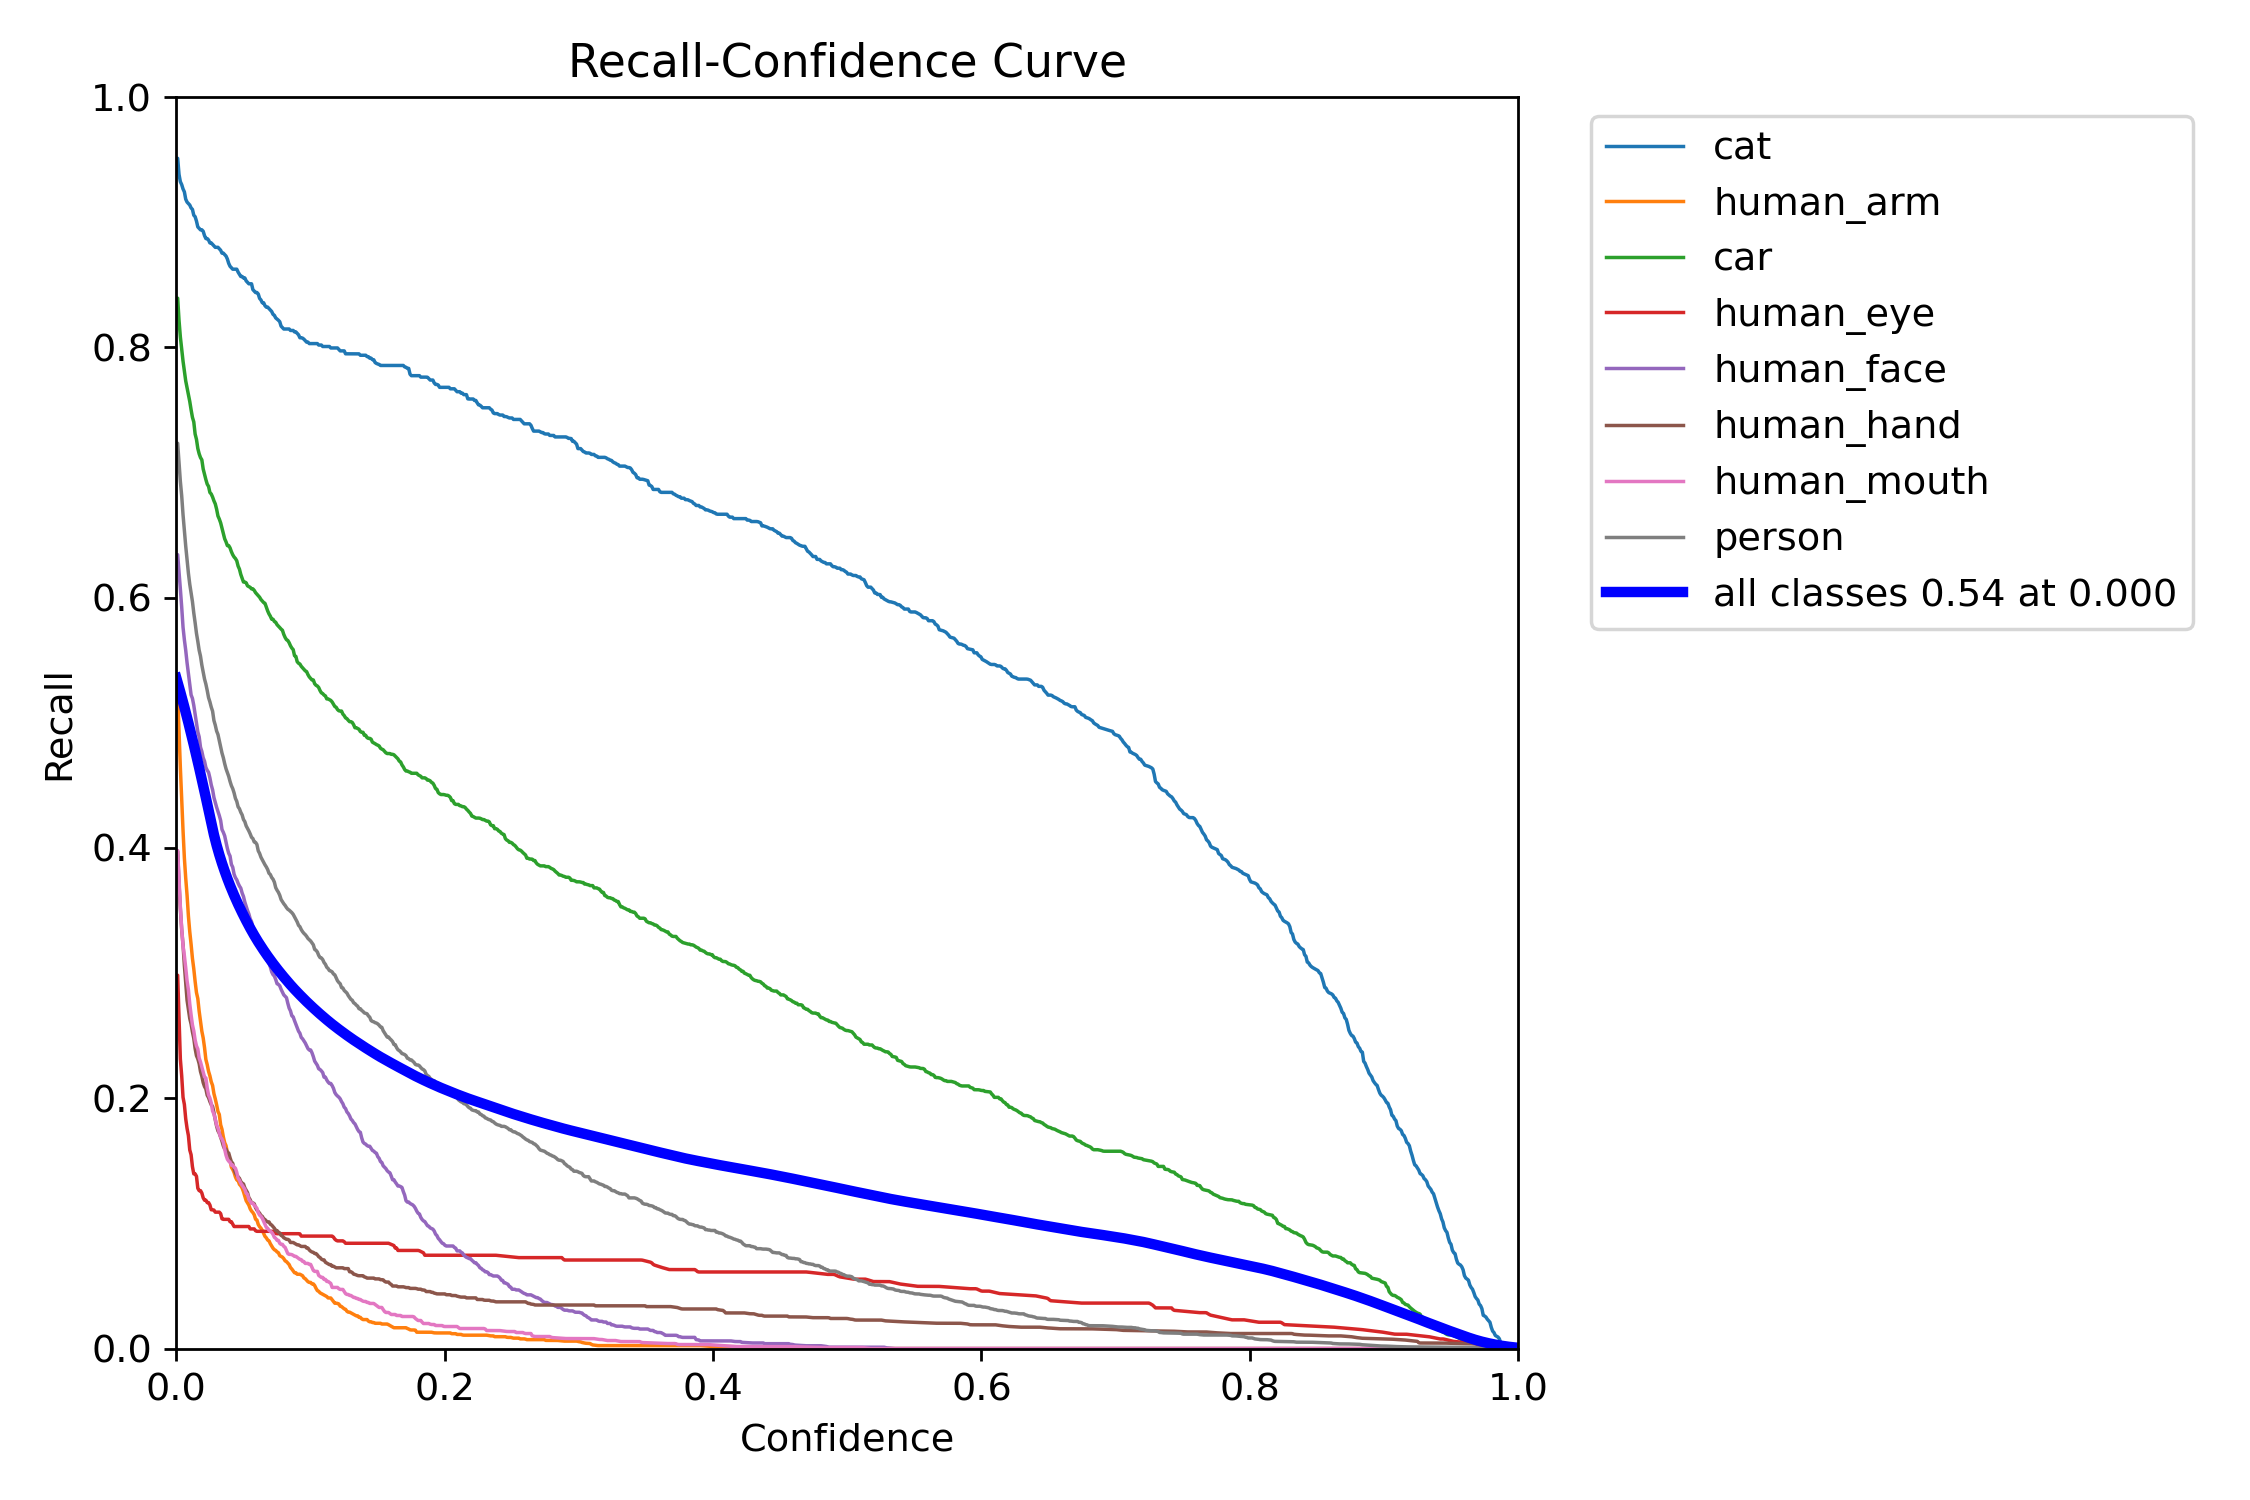 Recall-Confidence Curve
1.0
0.8
0.6
0.4
0.2
0.0
Recall
0.0 0.2 0.4 0.6 0.8 1.0
Confidence
cat
human_arm
car
human_eye
human_face
human_hand
human_mouth
person
all classes 0.54 at 0.000